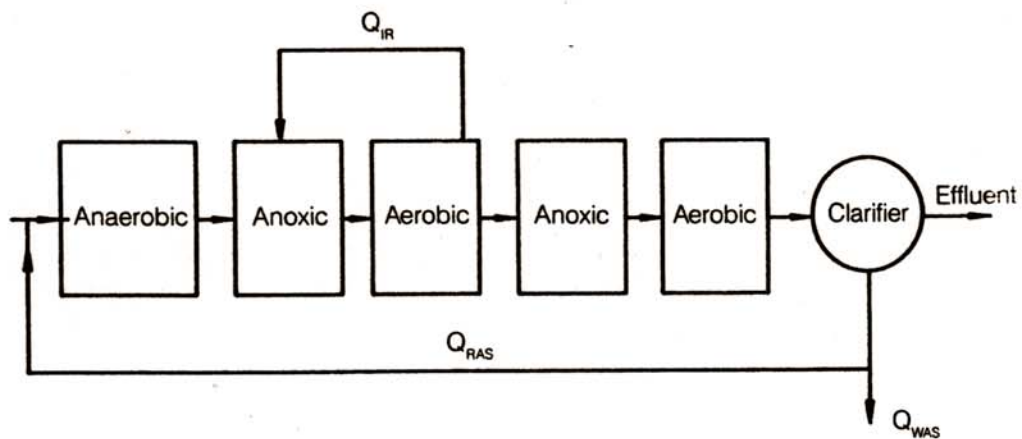 Q_IR
Anaerobic
Anoxic
Aerobic
Anoxic
Aerobic
Clarifier
Effluent
Q_RAS
Q_WAS